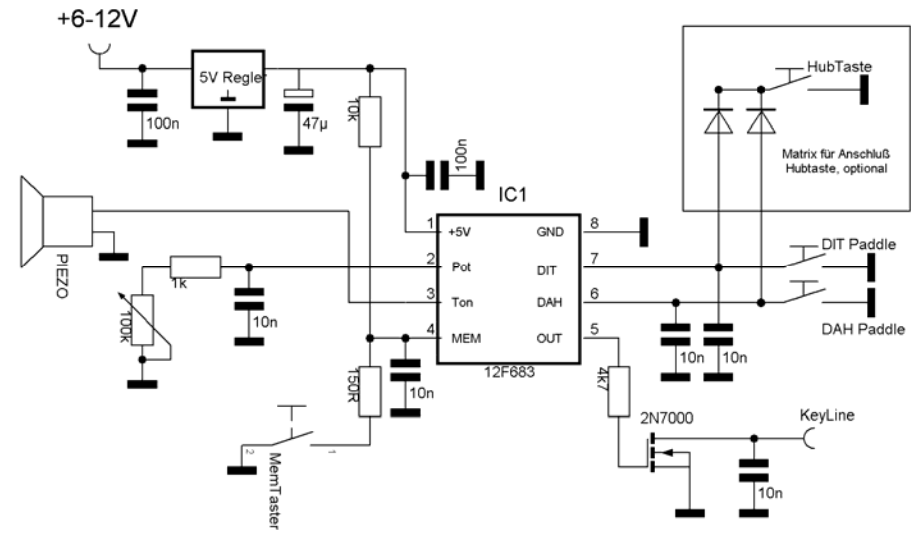 +6-12V
5V Regler
100n
47µ
10k
100n
HubTaste
Matrix für Anschluß
Hubtaste, optional
IC1
1
+5V
GND
8
2
Pot
DIT
7
3
Ton
DAH
6
4
MEM
OUT
5
12F683
PIEZO
1k
100k
10n
150R
10n
MemTaster
2
1
DIT Paddle
DAH Paddle
10n
10n
4k7
2N7000
KeyLine
10n